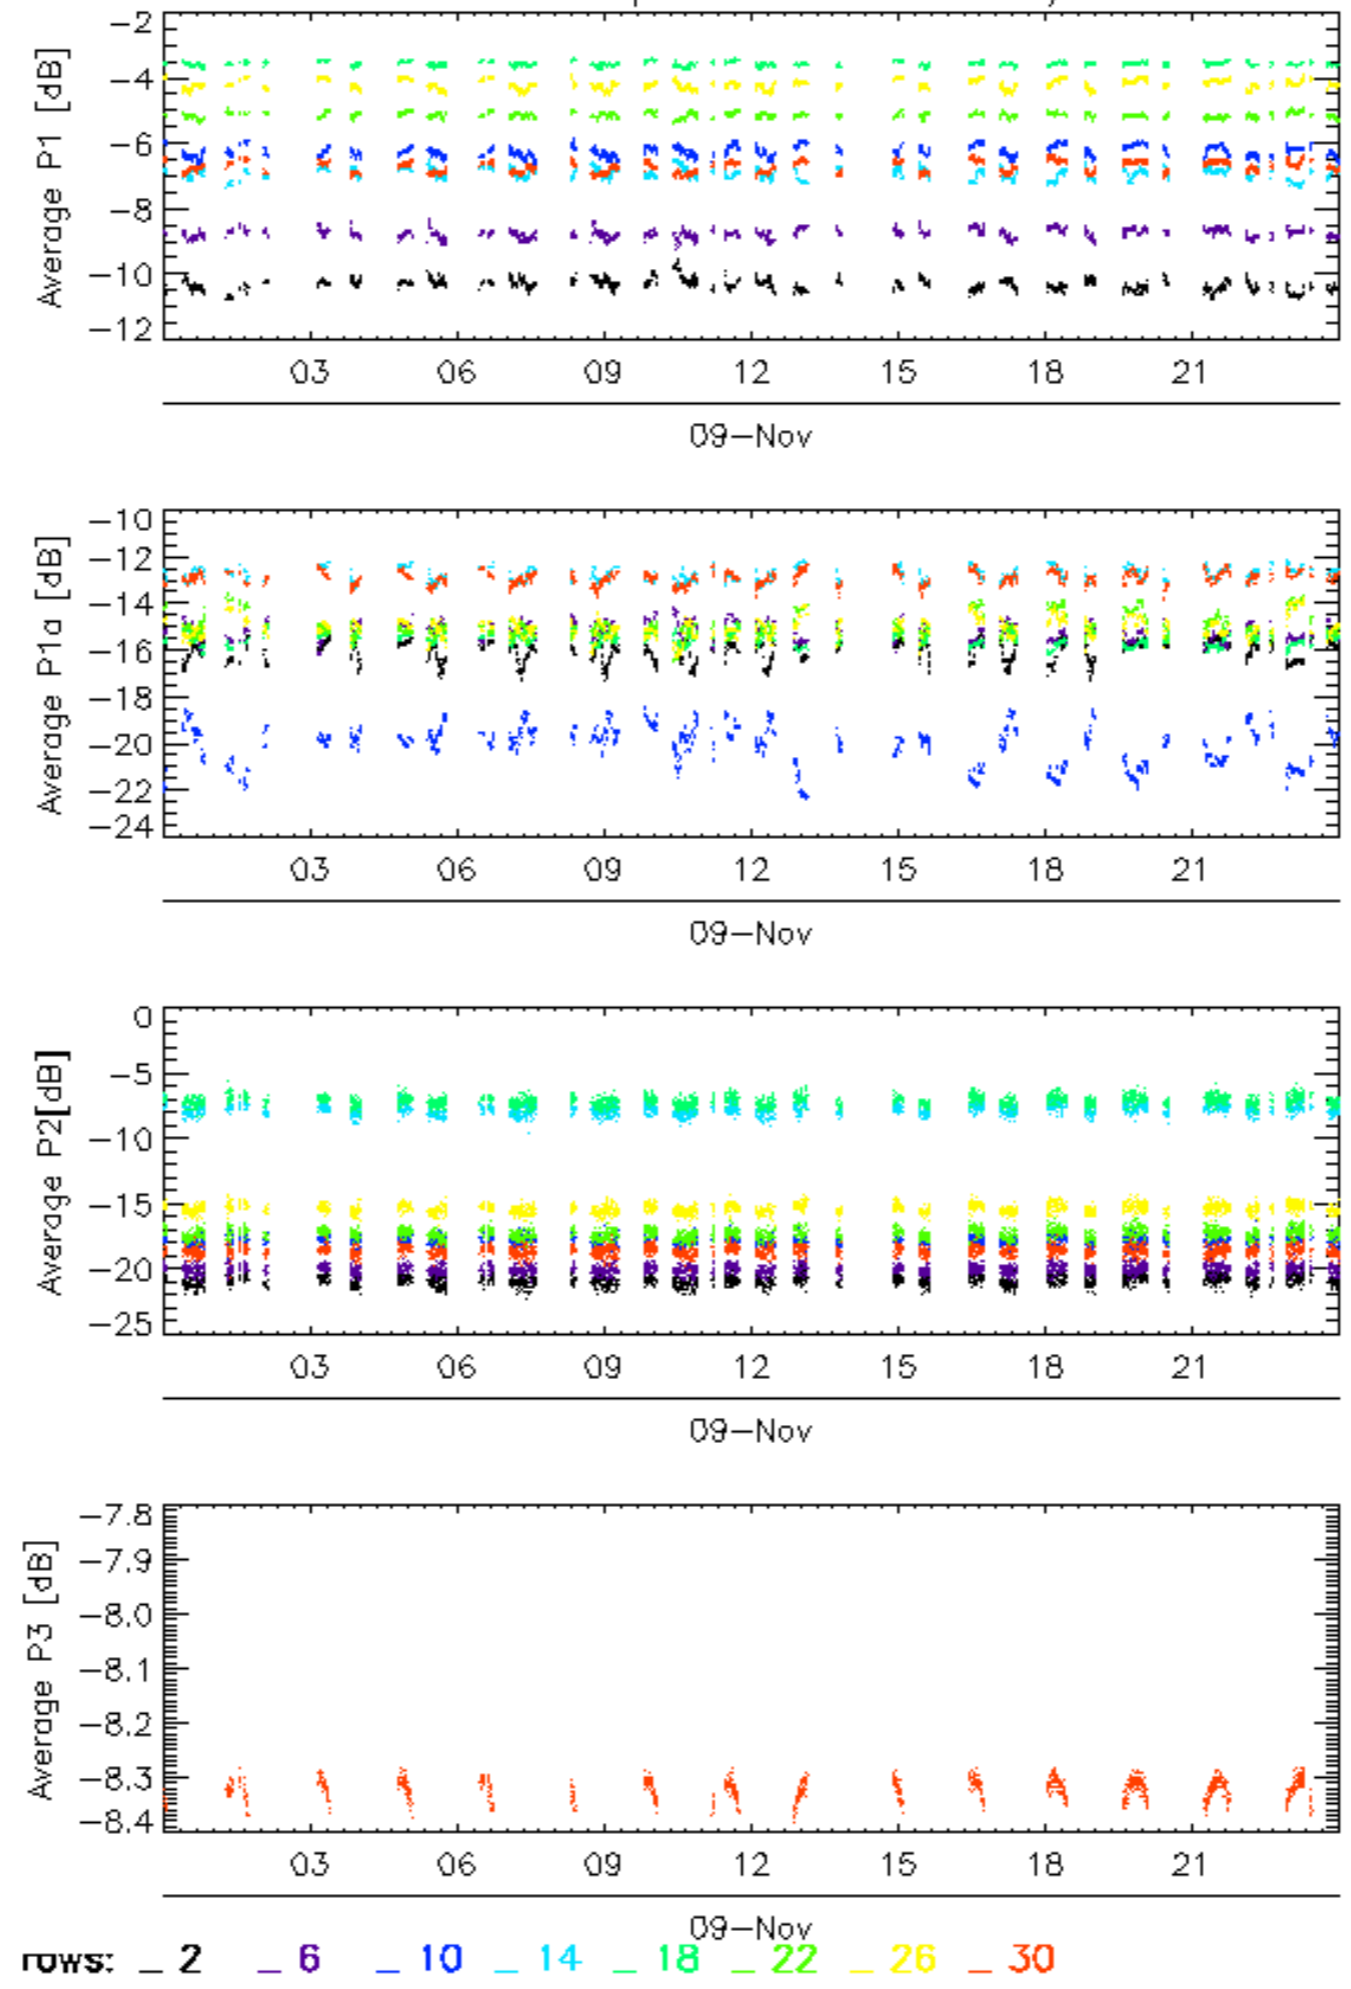 −2
−4
−6
−8
−10
−12
Average P1 [dB]
03 06 09 12 15 18 21
09−Nov
−10
−12
−14
−16
−18
−20
−22
−24
Average P1a [dB]
03 06 09 12 15 18 21
09−Nov
0
−5
−10
−15
−20
−25
Average P2[dB]
03 06 09 12 15 18 21
09−Nov
−7.8
−7.9
−8.0
−8.1
−8.2
−8.3
−8.4
Average P3 [dB]
03 06 09 12 15 18 21
09−Nov
rows: _ 2 _ 6 _ 10 _ 14 _ 18 _ 22 _ 26 _ 30